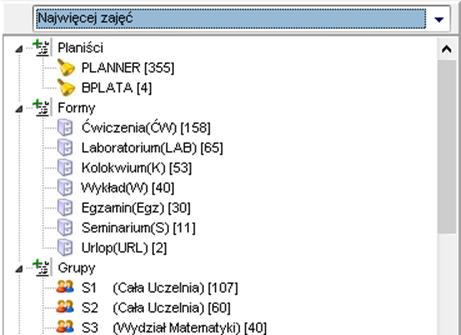 Najwięcej zajęć
Planiści
PLANNER [355]
BPLATA [4]
Formy
Ćwiczenia(ĆW) [158]
Laboratorium(LAB) [65]
Kolokwium(K) [53]
Wykład(W) [40]
Egzamin(Egz) [30]
Seminarium(S) [11]
Urlop(URL) [2]
Grupy
S1 (Cała Uczelnia) [107]
S2 (Cała Uczelnia) [60]
S3 (Wydział Matematyki) [40]